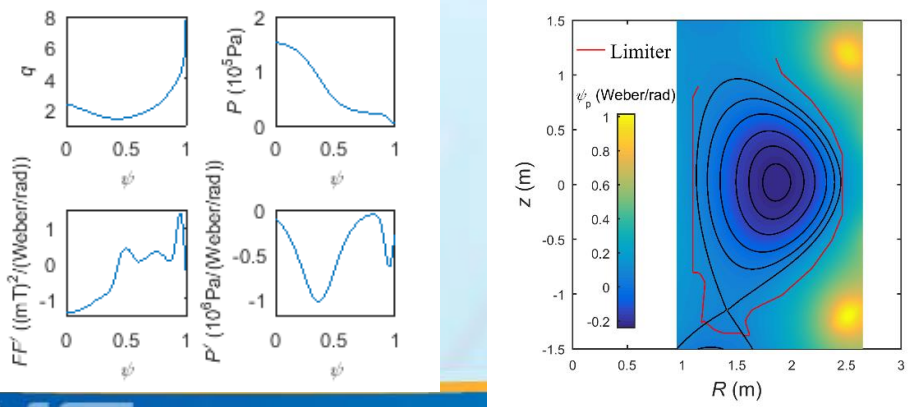 8
6
4
2
q
0 0.5 1
ψ
2
1
0
P (10⁵Pa)
0 0.5 1
ψ
1
0
-1
FF′ ((mT)²/(Weber/rad))
0 0.5 1
ψ
0
-0.5
-1
P′ (10⁶Pa/(Weber/rad))
0 0.5 1
ψ
1.5
1
0.5
0
-0.5
-1
-1.5
z (m)
Limiter
ψp (Weber/rad)
1
0.8
0.6
0.4
0.2
0
-0.2
0 0.5 1 1.5 2 2.5 3
R (m)